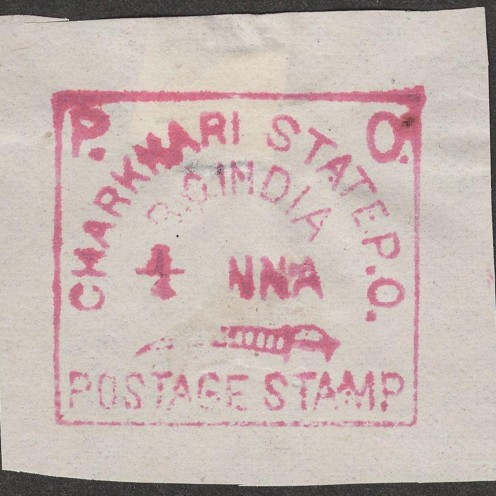 P. O.
CHARKHARI STATE P.O.
INDIA
4 NNA
POSTAGE STAMP